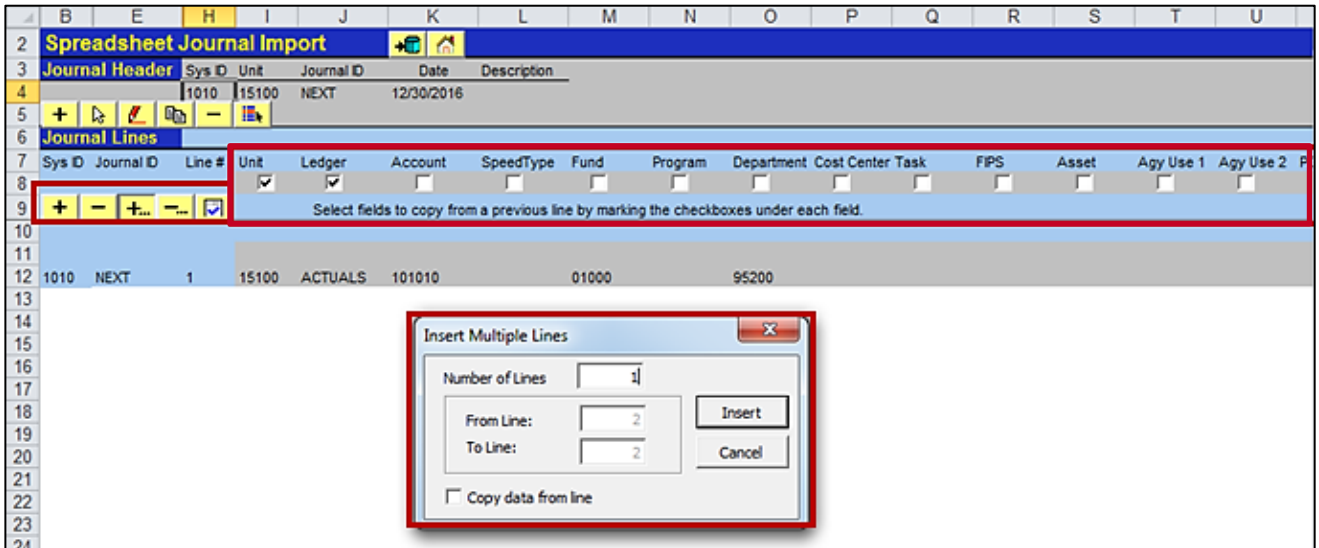 B E H I J K L M N O P Q R S T U
2 Spreadsheet Journal Import
3 Journal Header Sys ID Unit Journal ID Date Description
4 1010 15100 NEXT 12/30/2016
5
6 Journal Lines
7 Sys ID Journal ID Line # Unit Ledger Account SpeedType Fund Program Department Cost Center Task FIPS Asset Agy Use 1 Agy Use 2
8
9 + - +... -... Select fields to copy from a previous line by marking the checkboxes under each field.
10
11
12 1010 NEXT 1 15100 ACTUALS 101010 01000 95200
13
14
15
16
17
18
19
20
21
22
23
24
Insert Multiple Lines
Number of Lines 1
From Line: 2
To Line: 2
Insert
Cancel
Copy data from line